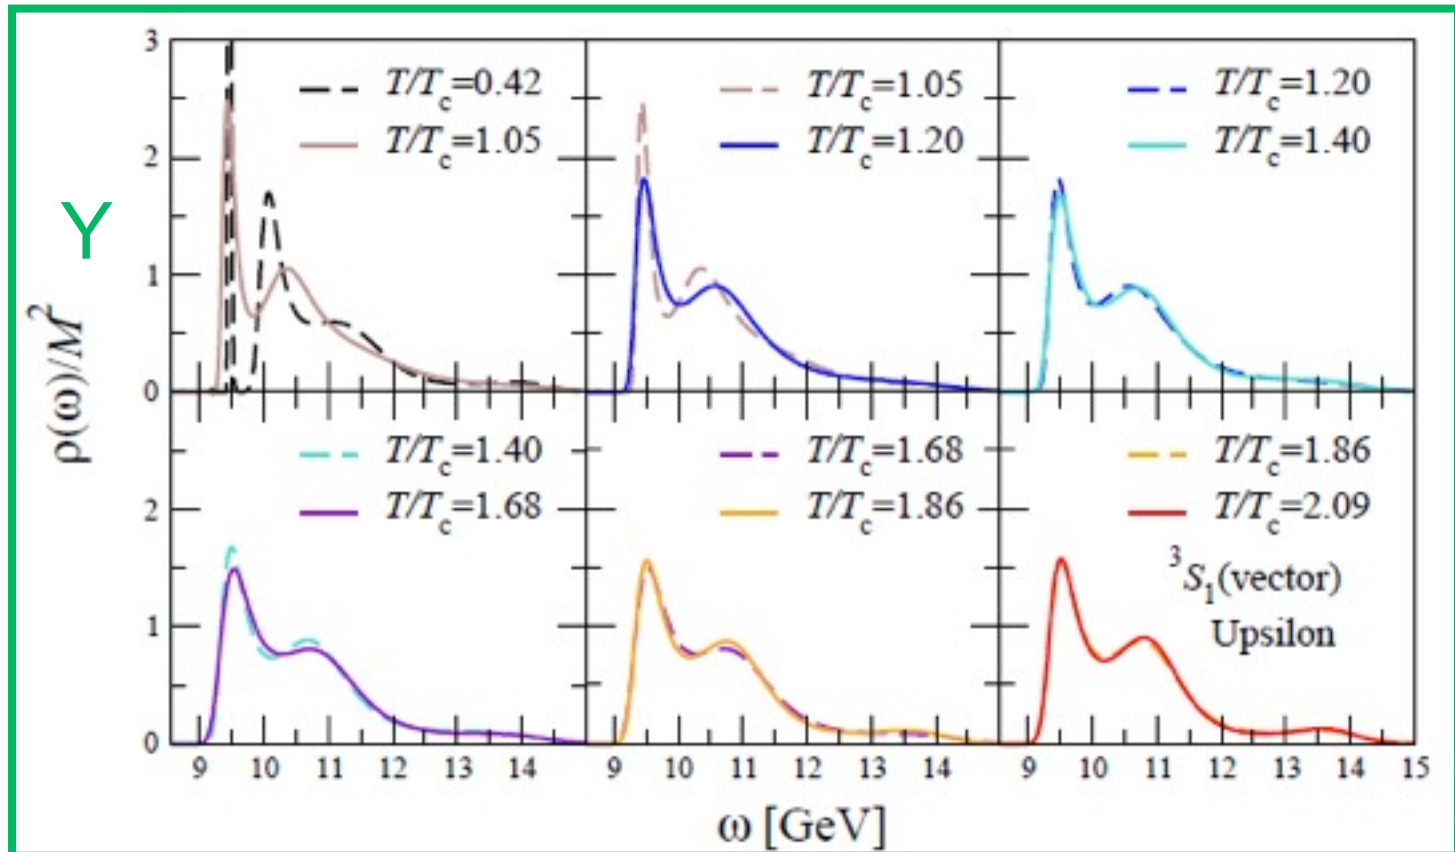 3
T/Tc=0.42
T/Tc=1.05
T/Tc=1.05
T/Tc=1.20
T/Tc=1.20
T/Tc=1.40
2
1
0
Y
ρ(ω)/M²
T/Tc=1.40
T/Tc=1.68
T/Tc=1.68
T/Tc=1.86
T/Tc=1.86
T/Tc=2.09
³S₁(vector)
Upsilon
2
1
0
9 10 11 12 13 14 9 10 11 12 13 14 9 10 11 12 13 14 15
ω [GeV]